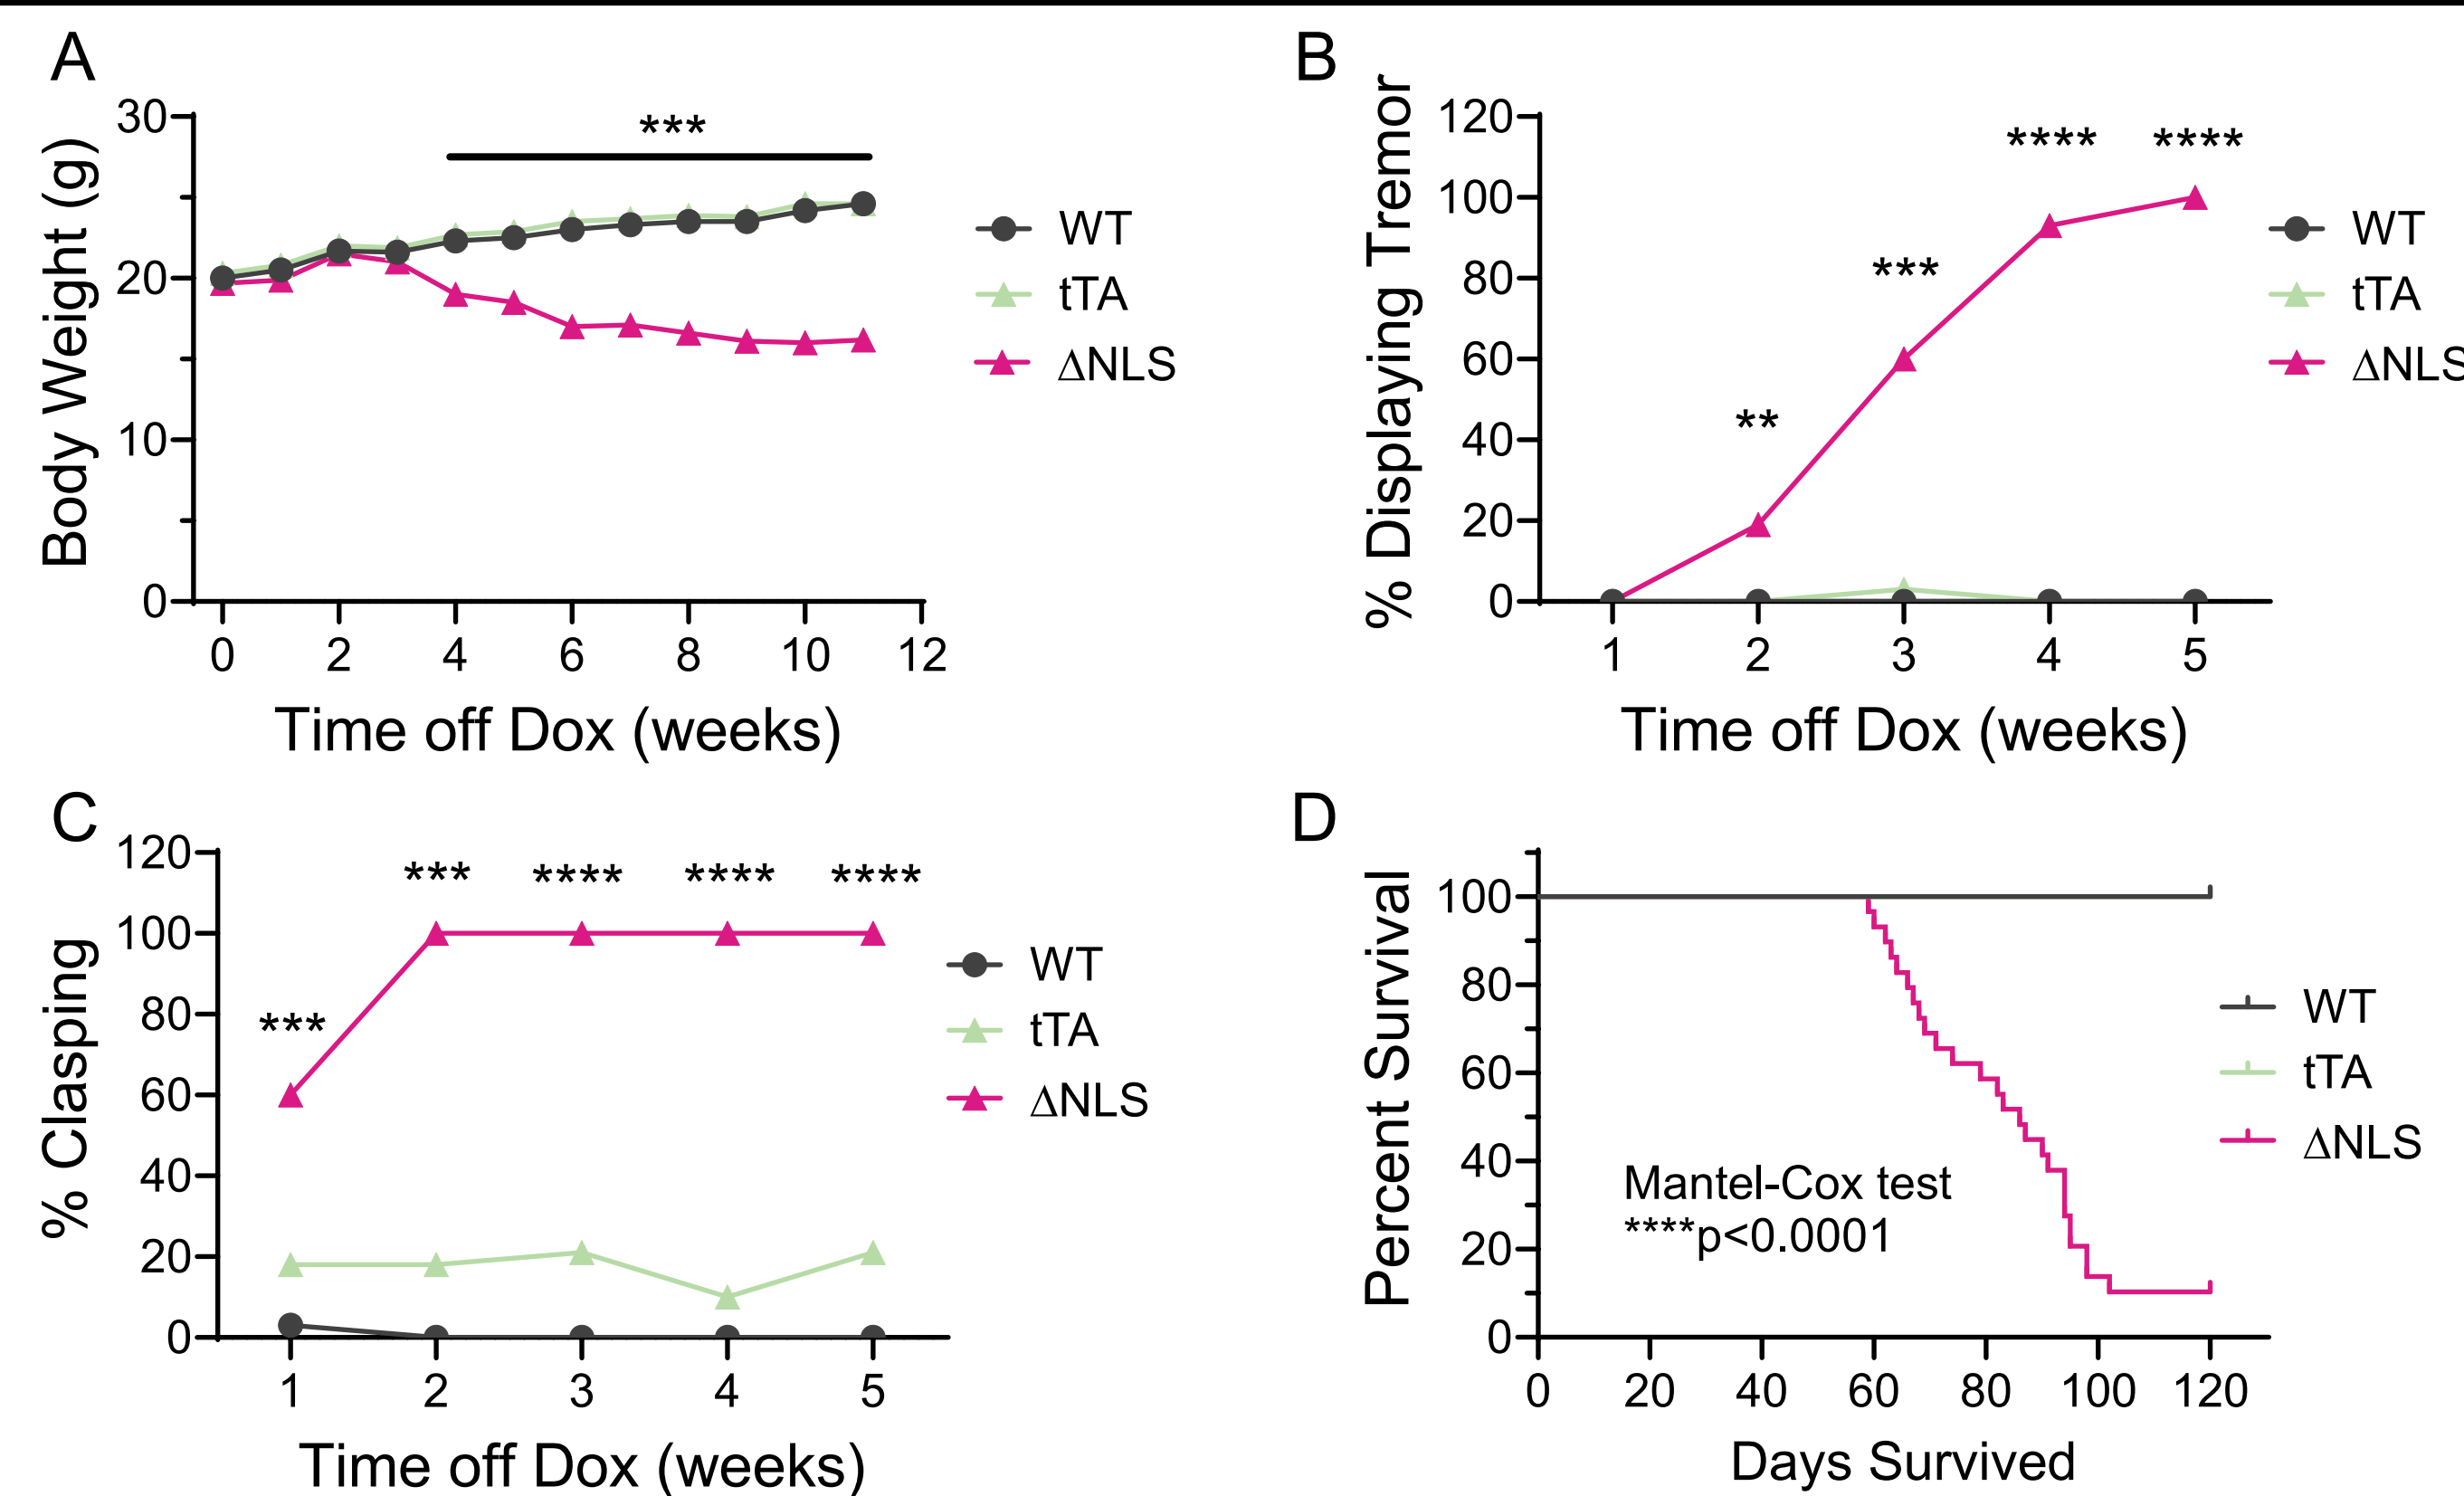 A
Body Weight (g)
30
20
10
0
***
0 2 4 6 8 10 12
Time off Dox (weeks)
WT
tTA
ΔNLS
B
% Displaying Tremor
120
100
80
60
40
20
0
**
***
****
****
1 2 3 4 5
Time off Dox (weeks)
WT
tTA
ΔNLS
C
% Clasping
120
100
80
60
40
20
0
***
***
****
****
****
1 2 3 4 5
Time off Dox (weeks)
WT
tTA
ΔNLS
D
Percent Survival
100
80
60
40
20
0
Mantel-Cox test
****p<0.0001
0 20 40 60 80 100 120
Days Survived
WT
tTA
ΔNLS